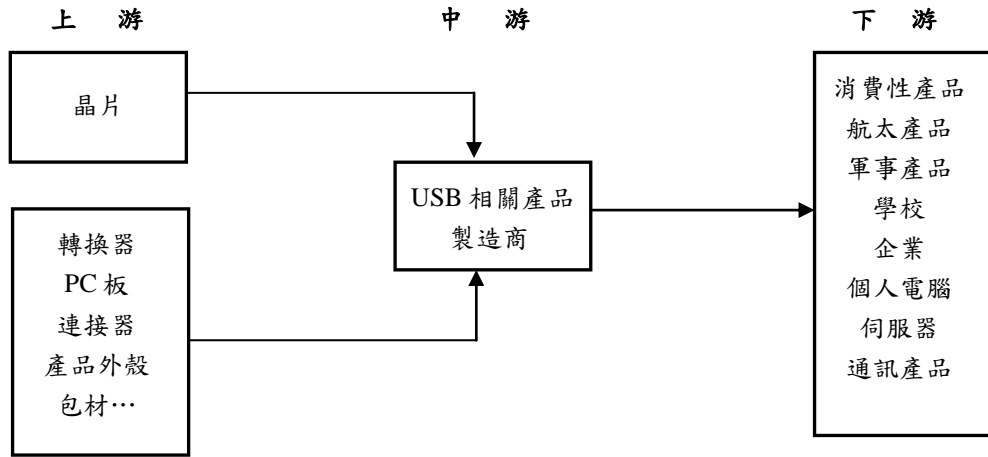 上 游
中 游
下 游
晶片
轉換器
PC 板
連接器
產品外殼
包材…
USB 相關產品
製造商
消費性產品
航太產品
軍事產品
學校
企業
個人電腦
伺服器
通訊產品